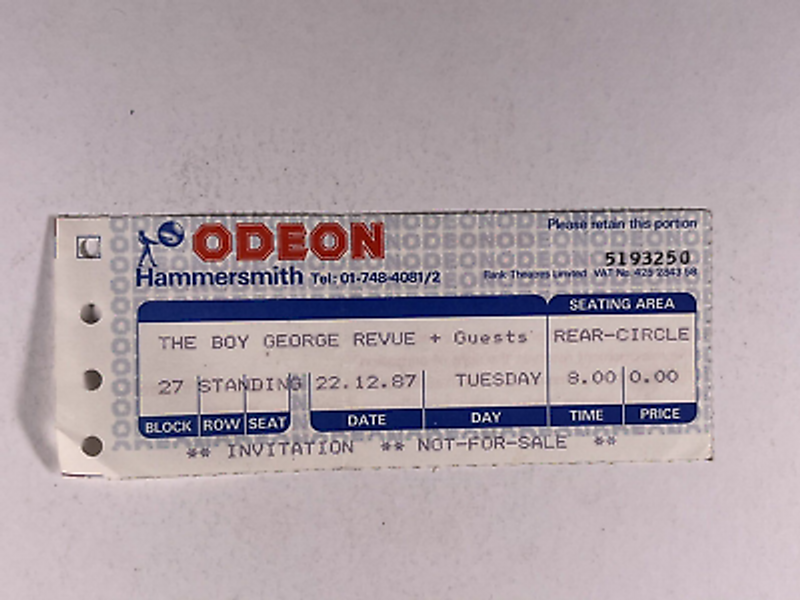 Please retain this portion
ODEON
5193250
Hammersmith Tel: 01-748-4081/2
Rank Theatres Limited VAT No. 425 2843 58
SEATING AREA
THE BOY GEORGE REVUE + Guests REAR-CIRCLE
27 STANDING 22.12.87 TUESDAY 8.00 0.00
BLOCK ROW SEAT DATE DAY TIME PRICE
** INVITATION ** NOT-FOR-SALE **